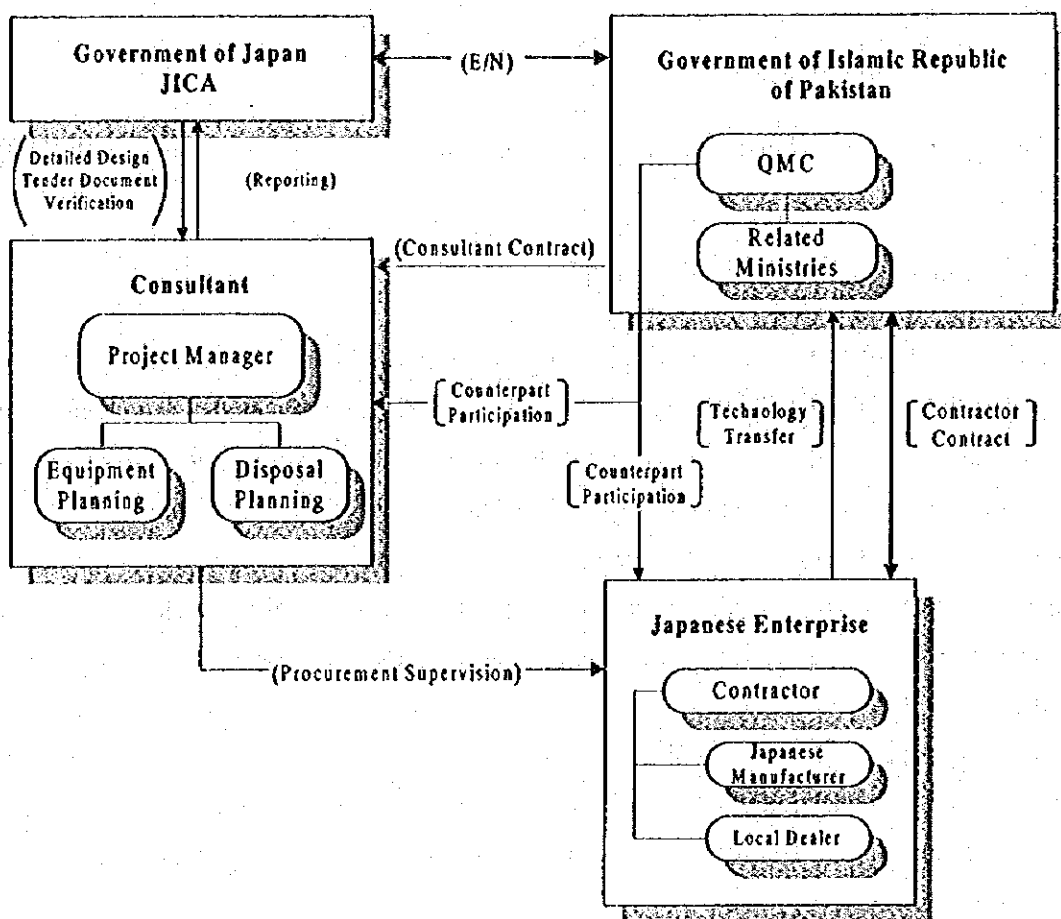 Government of Japan
JICA
(E/N)
Government of Islamic Republic
of Pakistan
QMC
Related
Ministries
(Detailed Design
Tender Document
Verification)
(Reporting)
(Consultant Contract)
Consultant
Project Manager
Equipment
Planning
Disposal
Planning
[Counterpart
Participation]
[Counterpart
Participation]
[Technology
Transfer]
[Contractor
Contract]
(Procurement Supervision)
Japanese Enterprise
Contractor
Japanese
Manufacturer
Local Dealer